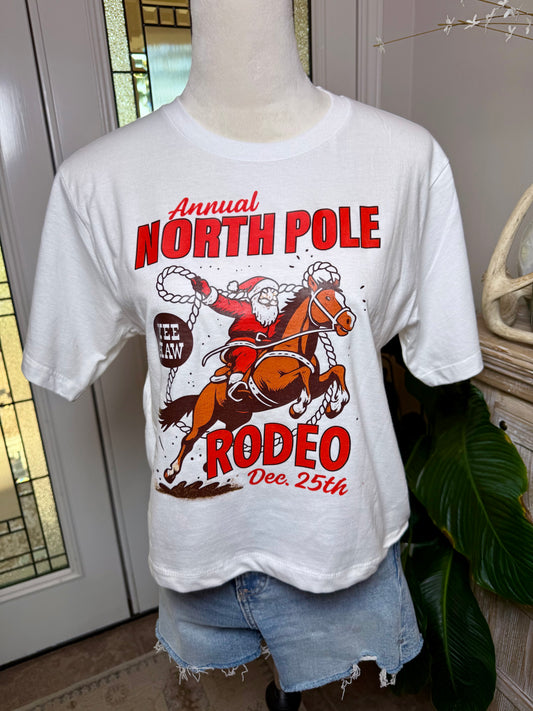 Annual
NORTH POLE
YEE
HAW
RODEO
Dec. 25th